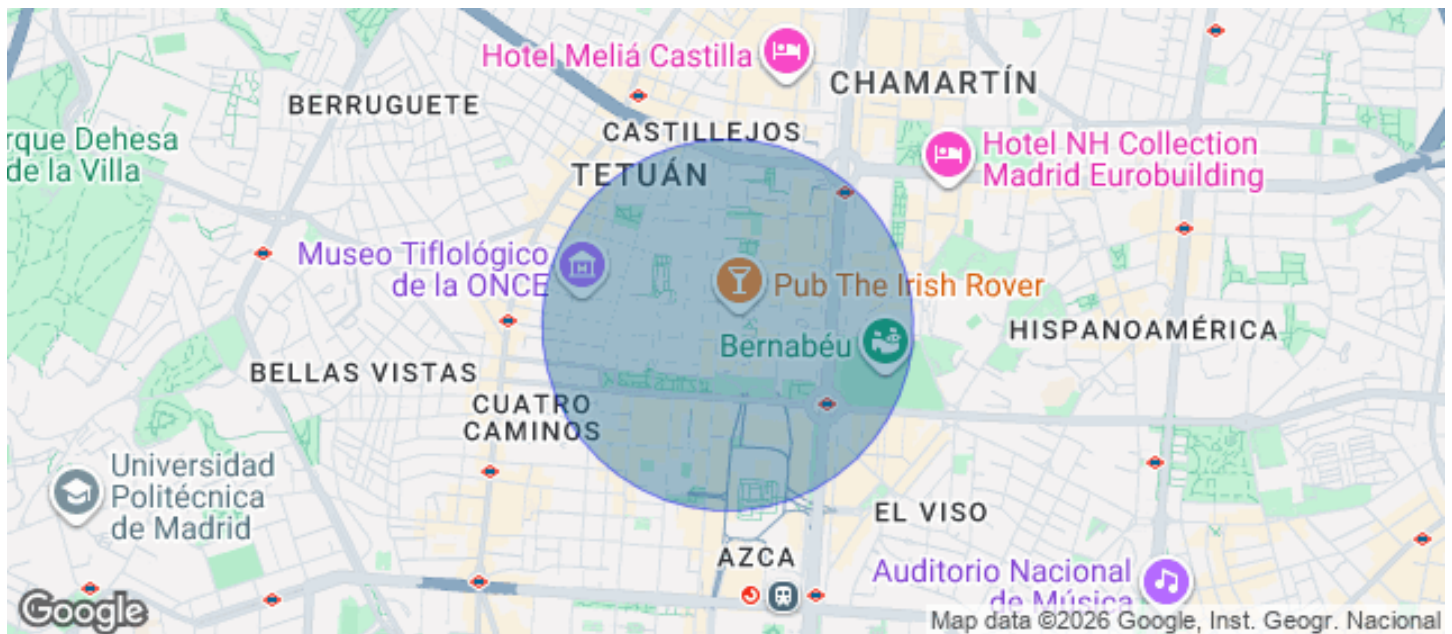 Hotel Meliá Castilla
CHAMARTÍN
BERRUGUETE
CASTILLEJOS
rque Dehesa
de la Villa
Hotel NH Collection
Madrid Eurobuilding
TETUÁN
Museo Tiflológico
de la ONCE
Pub The Irish Rover
Bernabéu
HISPANOAMÉRICA
BELLAS VISTAS
CUATRO
CAMINOS
Universidad
Politécnica
de Madrid
EL VISO
AZCA
Auditorio Nacional
de Música
Google
Map data ©2026 Google, Inst. Geogr. Nacional